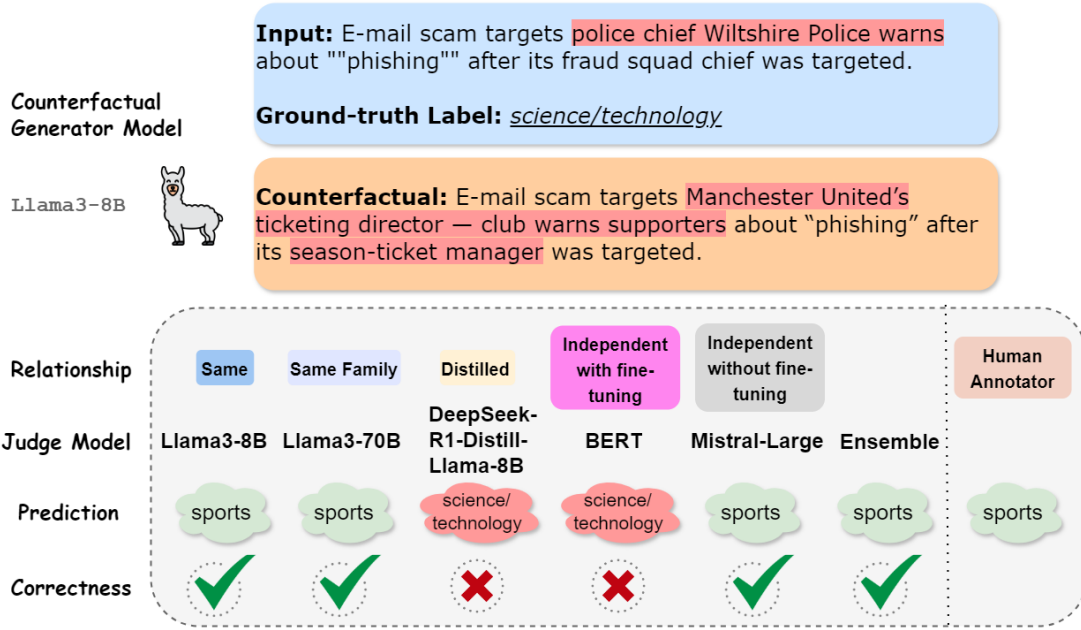 Input: E-mail scam targets police chief Wiltshire Police warns
about ""phishing"" after its fraud squad chief was targeted.
Counterfactual
Generator Model
Ground-truth Label: science/technology
Llama3-8B
Counterfactual: E-mail scam targets Manchester United’s
ticketing director — club warns supporters about “phishing” after
its season-ticket manager was targeted.
Relationship
Same
Same Family
Distilled
Independent
with fine-
tuning
Independent
without fine-
tuning
Human
Annotator
Judge Model
Llama3-8B
Llama3-70B
DeepSeek-
R1-Distill-
Llama-8B
BERT
Mistral-Large
Ensemble
Prediction
sports
sports
science/
technology
science/
technology
sports
sports
sports
Correctness